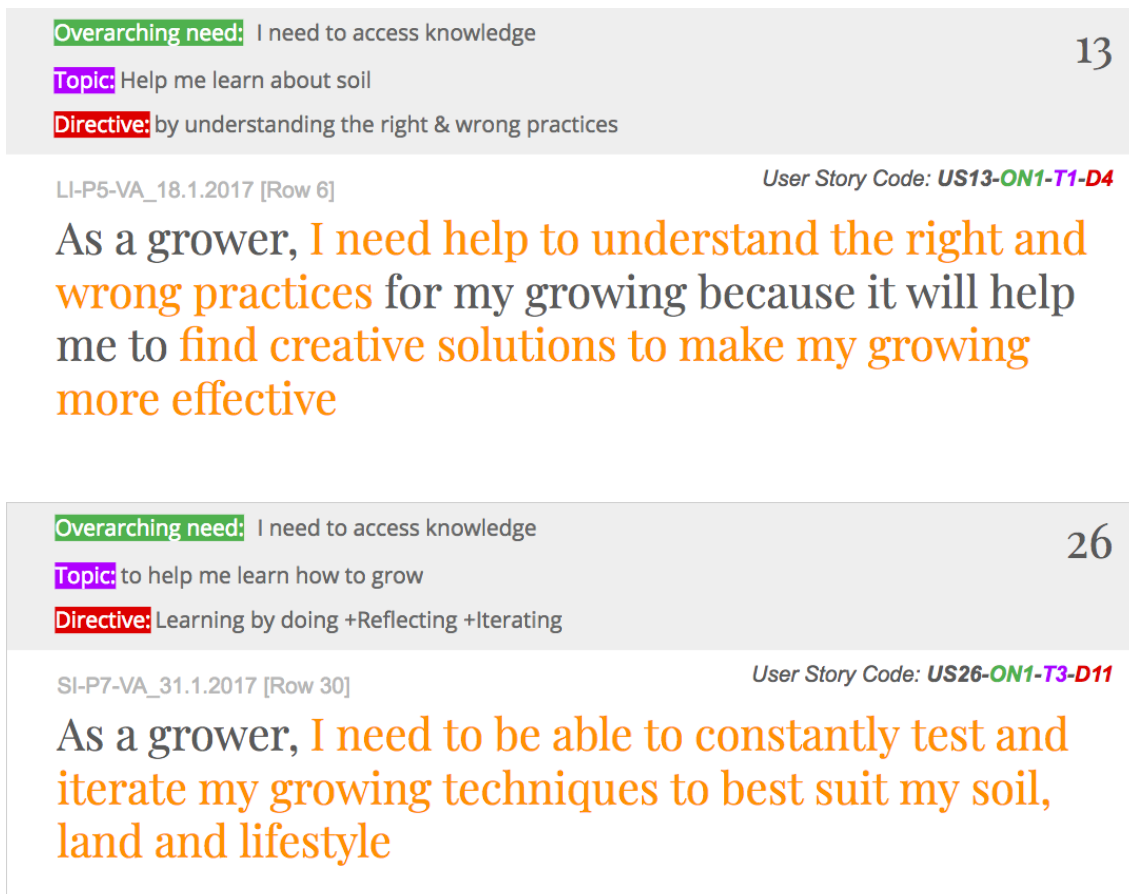 Overarching need: I need to access knowledge
13
Topic: Help me learn about soil
Directive: by understanding the right & wrong practices
LI-P5-VA_18.1.2017 [Row 6]
User Story Code: US13-ON1-T1-D4
As a grower, I need help to understand the right and
wrong practices for my growing because it will help
me to find creative solutions to make my growing
more effective
Overarching need: I need to access knowledge
26
Topic: to help me learn how to grow
Directive: Learning by doing +Reflecting +Iterating
SI-P7-VA_31.1.2017 [Row 30]
User Story Code: US26-ON1-T3-D11
As a grower, I need to be able to constantly test and
iterate my growing techniques to best suit my soil,
land and lifestyle